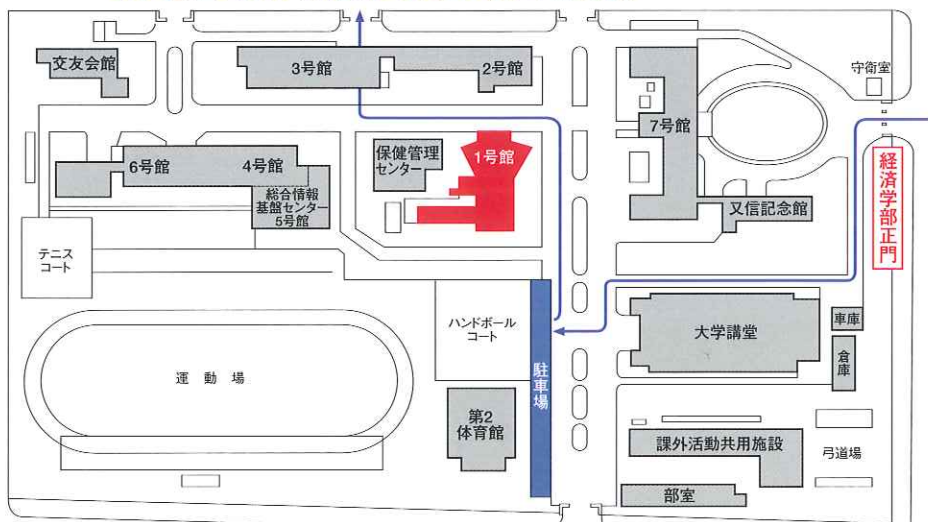 交友会館
3号館
2号館
守衛室
7号館
保健管理
センター
1号館
6号館
4号館
総合情報
基盤センター
5号館
又信記念館
経済学部正門
テニス
コート
ハンドボール
コート
駐車場
大学講堂
車庫
倉庫
運動場
第2
体育館
課外活動共用施設
弓道場
部室